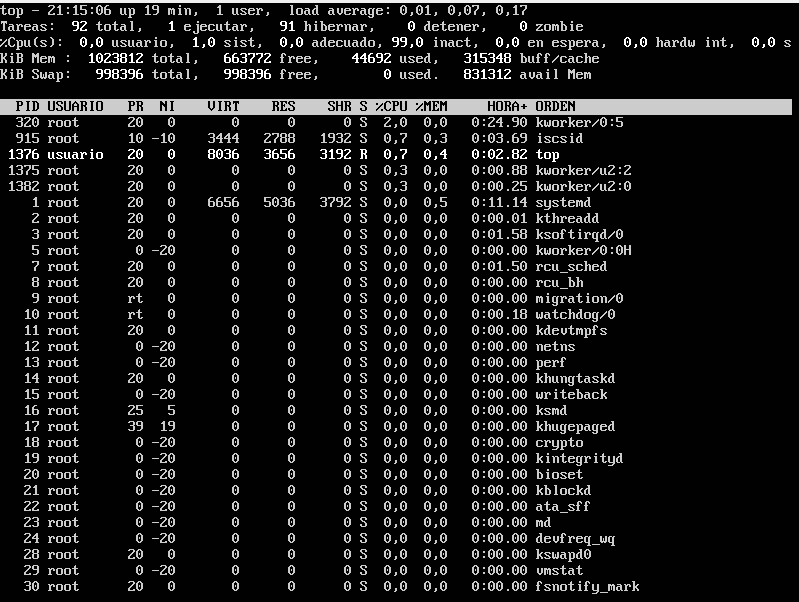 top - 21:15:06 up 19 min,  1 user,  load average: 0,01, 0,07, 0,17
Tareas:  92 total,   1 ejecutar,  91 hibernar,   0 detener,   0 zombie
%Cpu(s):  0,0 usuario,  1,0 sist,  0,0 adecuado, 99,0 inact,  0,0 en espera,  0,0 hardw int,  0,0 s
KiB Mem :  1023812 total,   663772 free,    44692 used,   315348 buff/cache
KiB Swap:   998396 total,   998396 free,        0 used.   831312 avail Mem
PID USUARIO   PR  NI    VIRT    RES    SHR S %CPU %MEM     HORA+ ORDEN
320 root      20   0       0      0      0 S  2,0  0,0   0:24.90 kworker/0:5
915 root      10 -10    3444   2788   1932 S  0,7  0,3   0:03.69 iscsid
1376 usuario   20   0    8036   3656   3192 R  0,7  0,4   0:02.82 top
1375 root      20   0       0      0      0 S  0,3  0,0   0:00.88 kworker/u2:2
1382 root      20   0       0      0      0 S  0,3  0,0   0:00.25 kworker/u2:0
1 root      20   0    6656   5036   3792 S  0,0  0,5   0:11.14 systemd
2 root      20   0       0      0      0 S  0,0  0,0   0:00.01 kthreadd
3 root      20   0       0      0      0 S  0,0  0,0   0:01.58 ksoftirqd/0
5 root       0 -20       0      0      0 S  0,0  0,0   0:00.00 kworker/0:0H
7 root      20   0       0      0      0 S  0,0  0,0   0:01.50 rcu_sched
8 root      20   0       0      0      0 S  0,0  0,0   0:00.00 rcu_bh
9 root      rt   0       0      0      0 S  0,0  0,0   0:00.00 migration/0
10 root      rt   0       0      0      0 S  0,0  0,0   0:00.18 watchdog/0
11 root      20   0       0      0      0 S  0,0  0,0   0:00.00 kdevtmpfs
12 root       0 -20       0      0      0 S  0,0  0,0   0:00.00 netns
13 root       0 -20       0      0      0 S  0,0  0,0   0:00.00 perf
14 root      20   0       0      0      0 S  0,0  0,0   0:00.00 khungtaskd
15 root       0 -20       0      0      0 S  0,0  0,0   0:00.00 writeback
16 root      25   5       0      0      0 S  0,0  0,0   0:00.00 ksmd
17 root      39  19       0      0      0 S  0,0  0,0   0:00.00 khugepaged
18 root       0 -20       0      0      0 S  0,0  0,0   0:00.00 crypto
19 root       0 -20       0      0      0 S  0,0  0,0   0:00.00 kintegrityd
20 root       0 -20       0      0      0 S  0,0  0,0   0:00.00 bioset
21 root       0 -20       0      0      0 S  0,0  0,0   0:00.00 kblockd
22 root       0 -20       0      0      0 S  0,0  0,0   0:00.00 ata_sff
23 root       0 -20       0      0      0 S  0,0  0,0   0:00.00 md
24 root       0 -20       0      0      0 S  0,0  0,0   0:00.00 devfreq_wq
28 root      20   0       0      0      0 S  0,0  0,0   0:00.00 kswapd0
29 root       0 -20       0      0      0 S  0,0  0,0   0:00.00 vmstat
30 root      20   0       0      0      0 S  0,0  0,0   0:00.00 fsnotify_mark